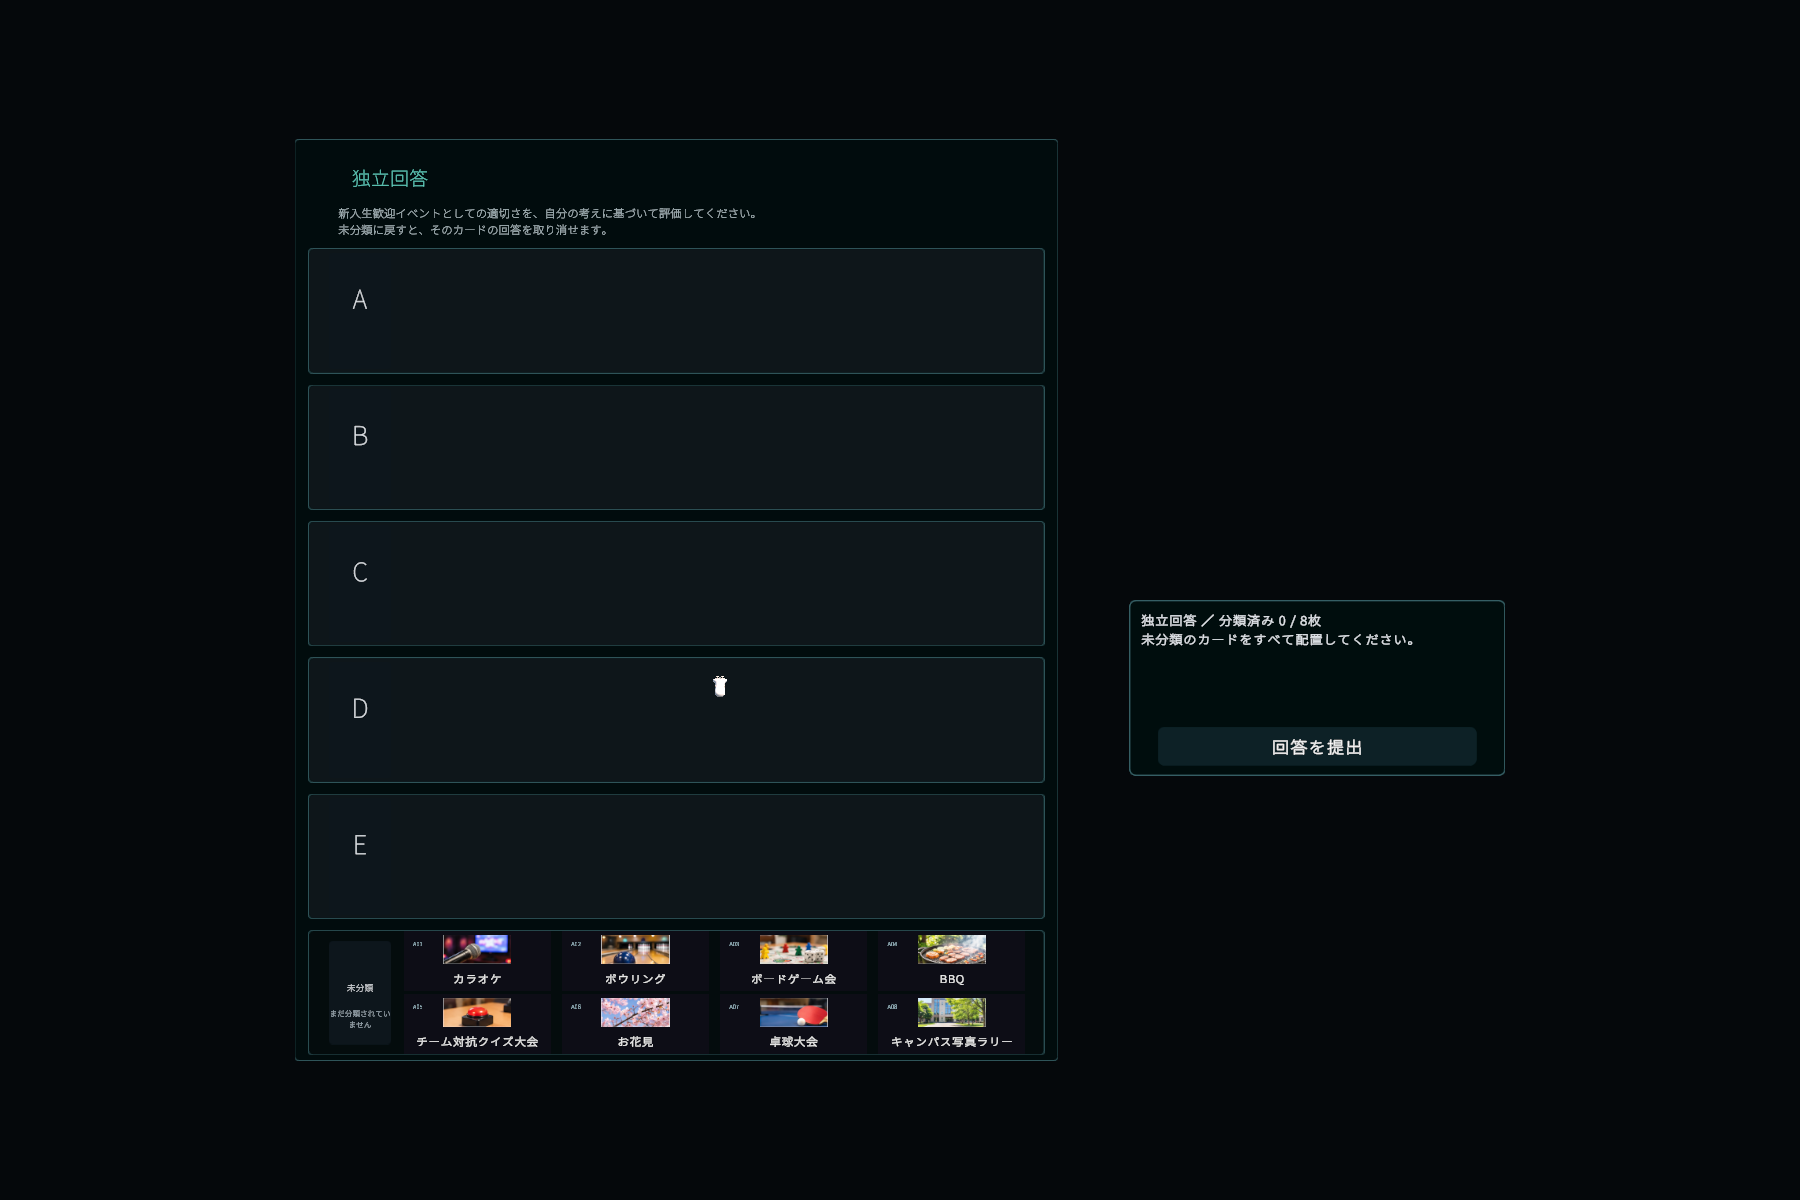 独立回答
新入生歓迎イベントとしての適切さを、自分の考えに基づいて評価してください。
未分類に戻すと、そのカードの回答を取り消せます。
A
B
C
D
E
未分類
まだ分類されてい
ません
カラオケ
ボウリング
ボードゲーム会
BBQ
チーム対抗クイズ大会
お花見
卓球大会
キャンパス写真ラリー
独立回答 ／ 分類済み 0 / 8枚
未分類のカードをすべて配置してください。
回答を提出